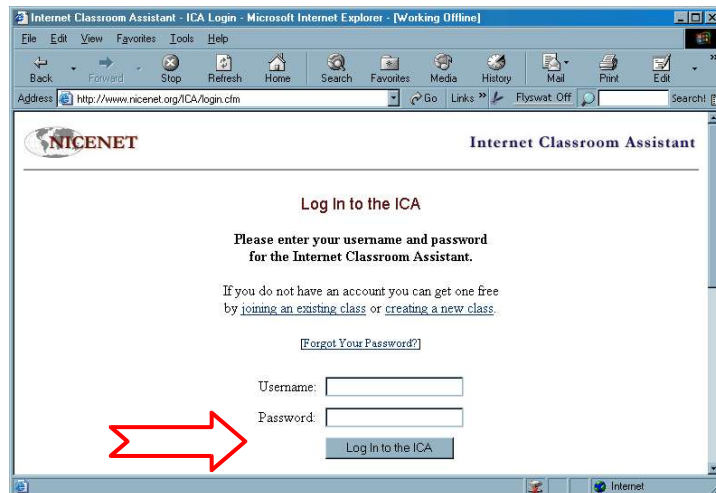 Internet Classroom Assistant - ICA Login - Microsoft Internet Explorer - [Working Offline]
File Edit View Favorites Tools Help
Back Forward Stop Refresh Home Search Favorites Media History Mail Print Edit »
Address http://www.nicenet.org/ICA/login.cfm Go Links » Flyswat Off Search!
NICENET Internet Classroom Assistant
Log In to the ICA
Please enter your username and password
for the Internet Classroom Assistant.
If you do not have an account you can get one free
by joining an existing class or creating a new class.
[Forgot Your Password?]
Username:
Password:
Log In to the ICA
Internet